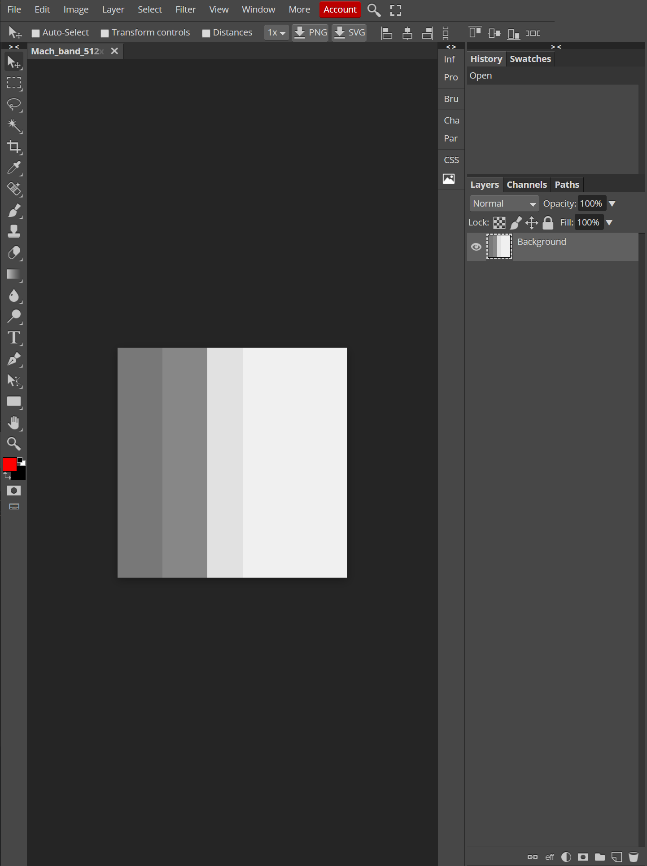 File Edit Image Layer Select Filter View Window More Account
Auto-Select Transform controls Distances 1x PNG SVG
Mach_band_512
Inf
Pro
Bru
Cha
Par
CSS
History Swatches
Open
Layers Channels Paths
Normal Opacity: 100%
Lock: Fill: 100%
Background
eff